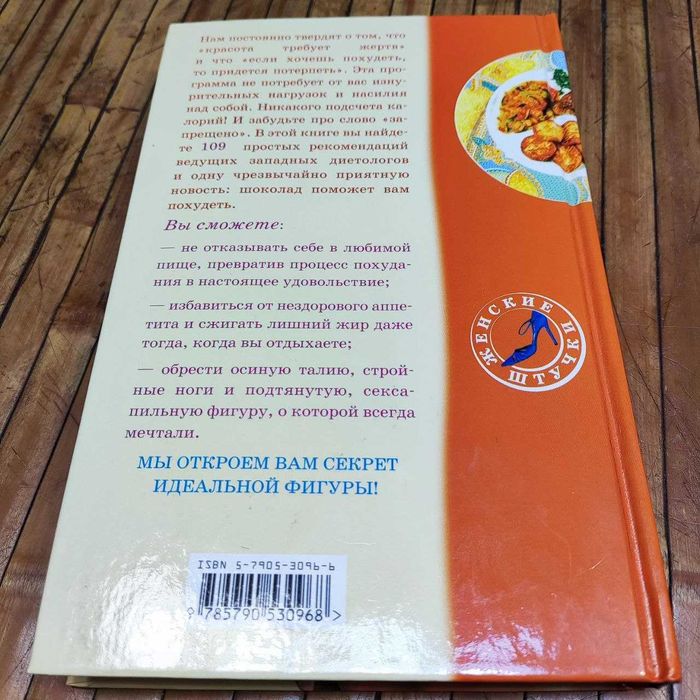 Нам постоянно твердят о том, что
«красота требует жертв»
и что «если хочешь похудеть,
то придется потерпеть». Эта про-
грамма не потребует от вас изну-
рительных нагрузок и насилия
над собой. Никакого подсчета ка-
лорий! И забудьте про слово «за-
прещено». В этой книге вы найде-
те 109 простых рекомендаций
ведущих западных диетологов
и одну чрезвычайно приятную
новость: шоколад поможет вам
похудеть.
Вы сможете:
— не отказывать себе в любимой
пище, превратив процесс похуда-
ния в настоящее удовольствие;
— избавиться от нездорового аппе-
тита и сжигать лишний жир даже
тогда, когда вы отдыхаете;
— обрести осиную талию, строй-
ные ноги и подтянутую, секса-
пильную фигуру, о которой всегда
мечтали.
МЫ ОТКРОЕМ ВАМ СЕКРЕТ
ИДЕАЛЬНОЙ ФИГУРЫ!
ЖЕНСКИЕ ШТУЧКИ
ISBN 5-7905-3096-6
9 785790 530968 >